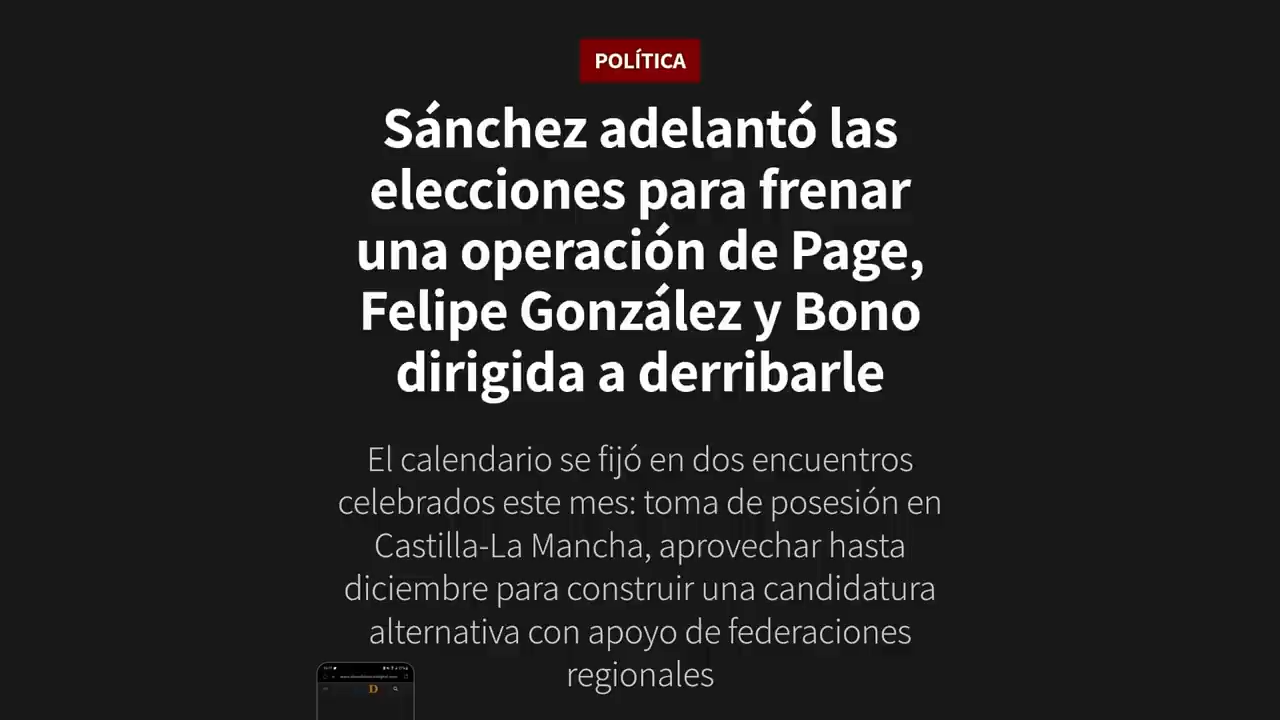 POLÍTICA
Sánchez adelantó las
elecciones para frenar
una operación de Page,
Felipe González y Bono
dirigida a derribarle
El calendario se fijó en dos encuentros
celebrados este mes: toma de posesión en
Castilla-La Mancha, aprovechar hasta
diciembre para construir una candidatura
alternativa con apoyo de federaciones
regionales
D